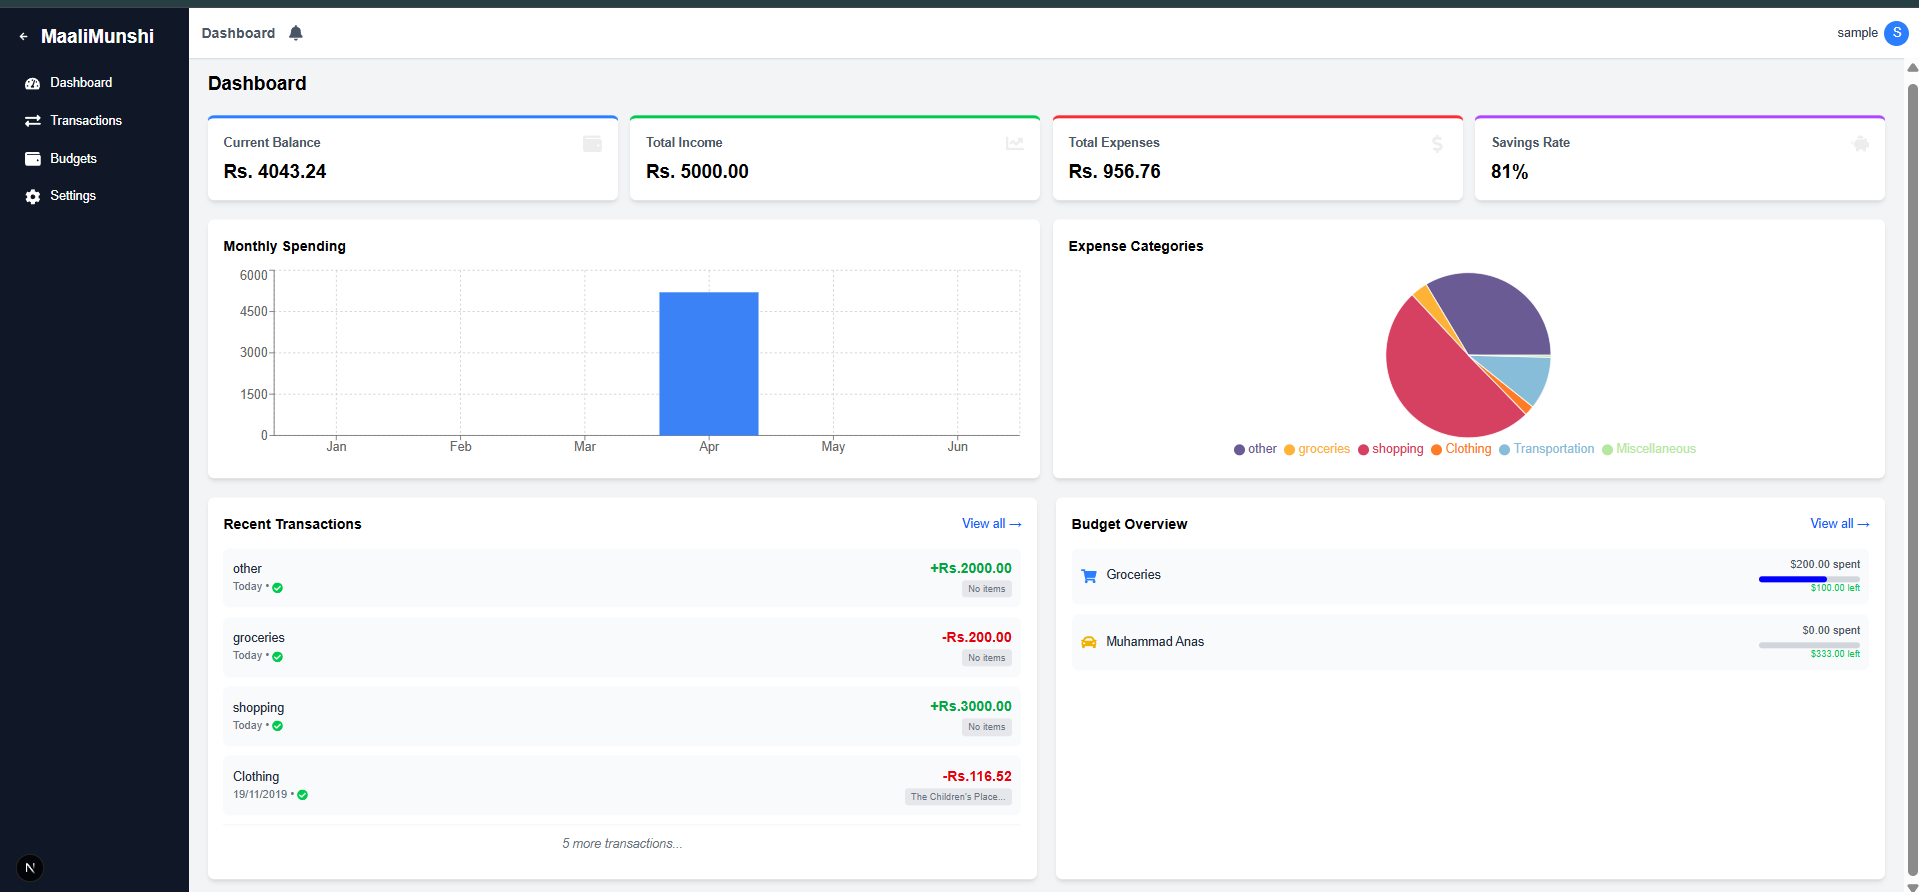 MaaliMunshi
Dashboard
Transactions
Budgets
Settings
N
Dashboard
sample S
Dashboard
Current Balance
Rs. 4043.24
Total Income
Rs. 5000.00
Total Expenses
$
Rs. 956.76
Savings Rate
81%
Monthly Spending
6000
4500
3000
1500
0
Jan Feb Mar Apr May Jun
Expense Categories
other groceries shopping Clothing Transportation Miscellaneous
Recent Transactions View all →
other +Rs.2000.00
Today • No items
groceries -Rs.200.00
Today • No items
shopping +Rs.3000.00
Today • No items
Clothing -Rs.116.52
19/11/2019 • The Children's Place...
5 more transactions...
Budget Overview View all →
Groceries
$200.00 spent
$100.00 left
Muhammad Anas
$0.00 spent
$333.00 left